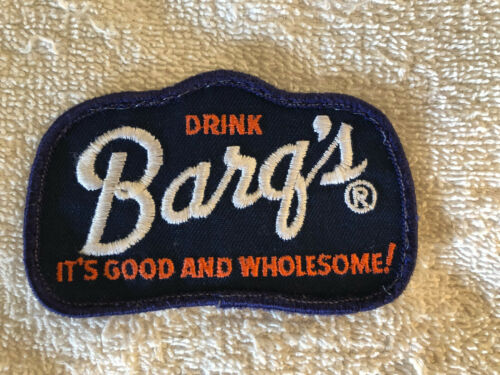 DRINK
Barq's®
IT'S GOOD AND WHOLESOME!